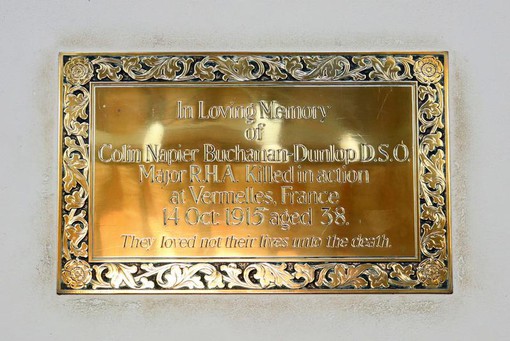 In Loving Memory
of
Colin Napier Buchanan-Dunlop D.S.O.
Major R.H.A. Killed in action
at Vermelles, France
14 Oct. 1915 aged 38.
They loved not their lives unto the death.